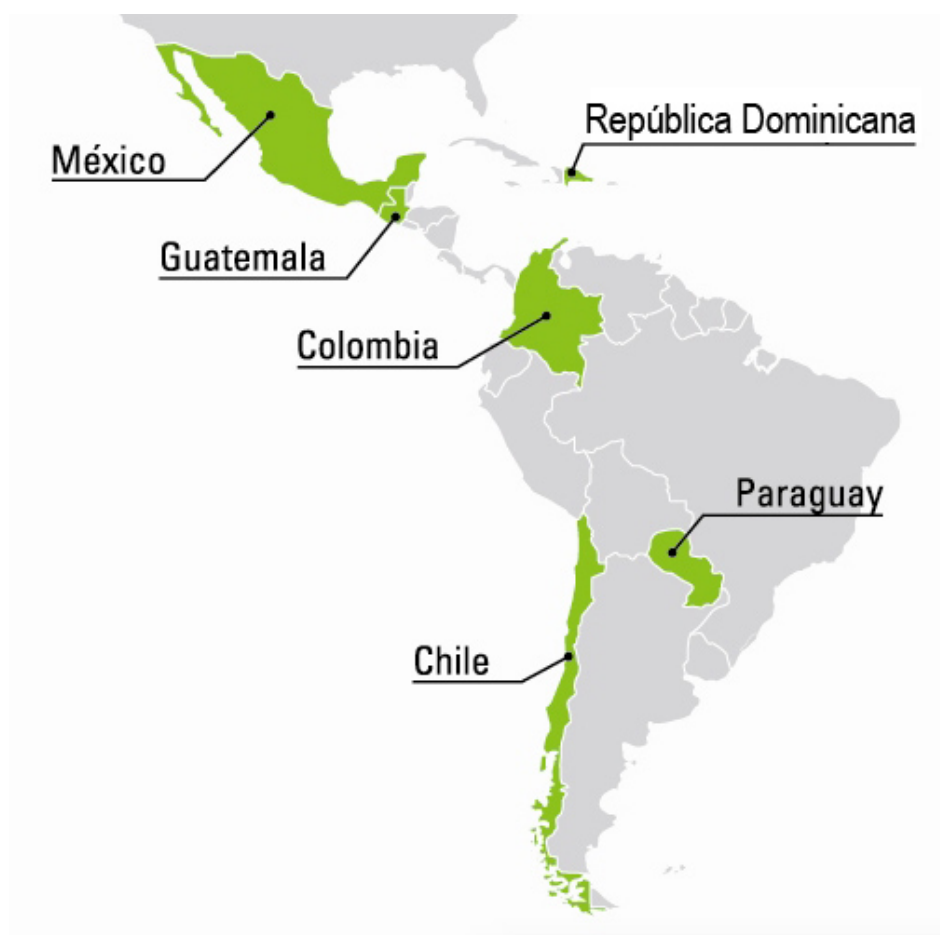 República Dominicana
México
Guatemala
Colombia
Paraguay
Chile